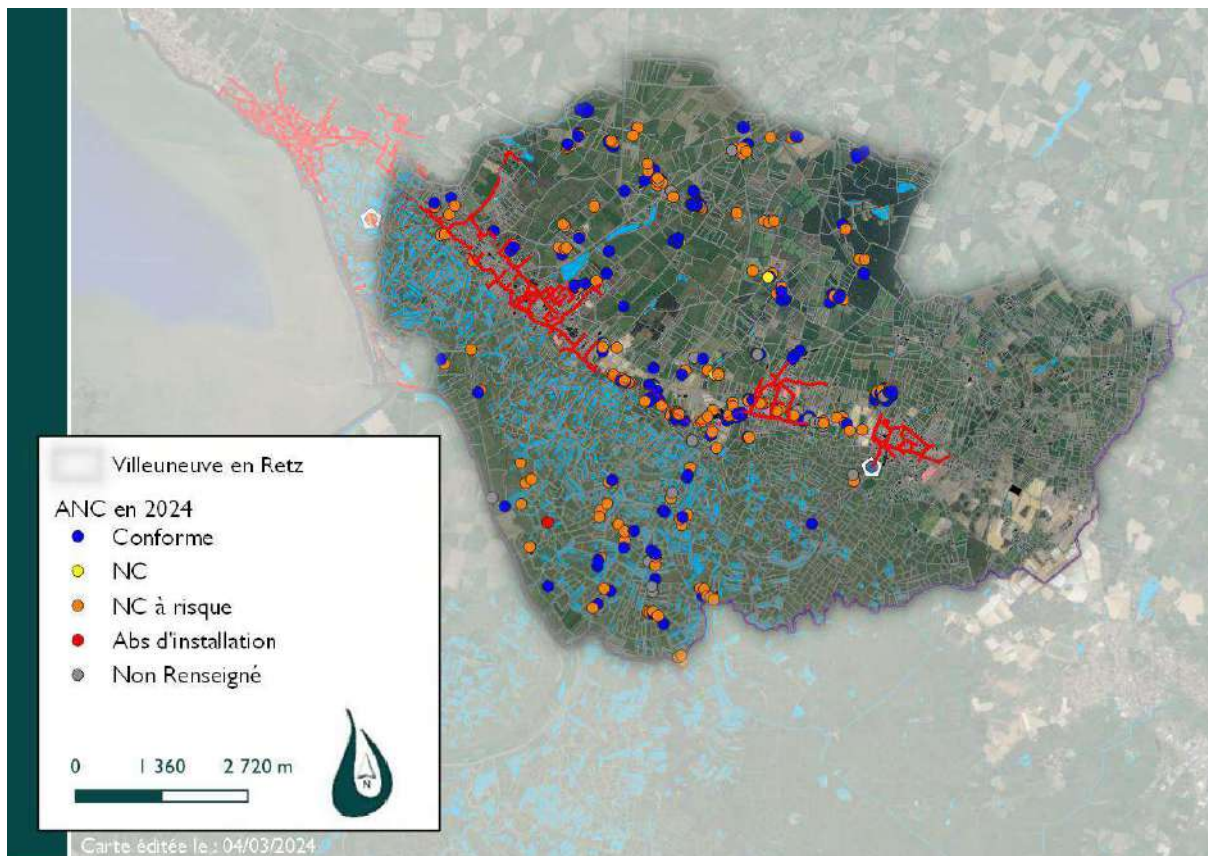 Villeuneuve en Retz
ANC en 2024
Conforme
NC
NC à risque
Abs d'installation
Non Renseigné
0 1 360 2 720 m
N
Carte éditée le : 04/03/2024